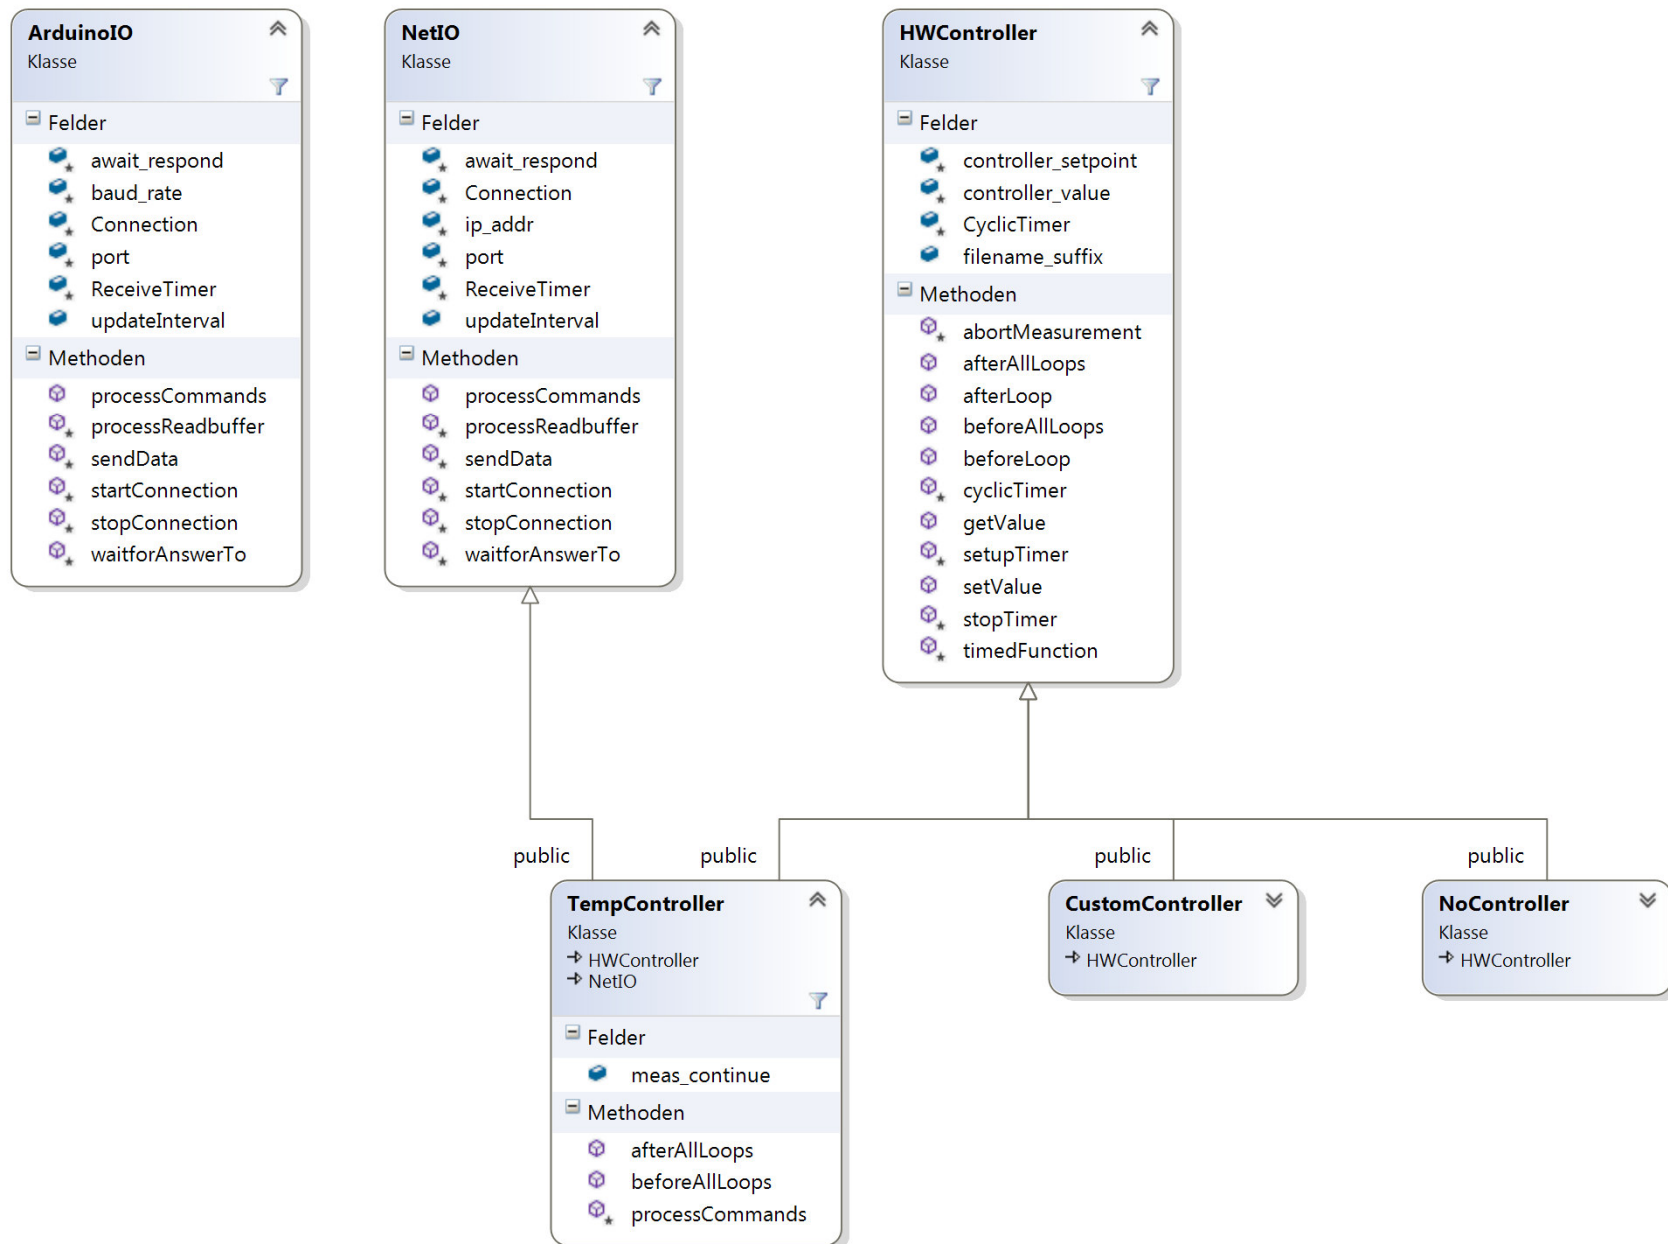 ArduinoIO
Klasse
Felder
await_respond
baud_rate
Connection
port
ReceiveTimer
updateInterval
Methoden
processCommands
processReadbuffer
sendData
startConnection
stopConnection
waitforAnswerTo
NetIO
Klasse
Felder
await_respond
Connection
ip_addr
port
ReceiveTimer
updateInterval
Methoden
processCommands
processReadbuffer
sendData
startConnection
stopConnection
waitforAnswerTo
HWController
Klasse
Felder
controller_setpoint
controller_value
CyclicTimer
filename_suffix
Methoden
abortMeasurement
afterAllLoops
afterLoop
beforeAllLoops
beforeLoop
cyclicTimer
getValue
setupTimer
setValue
stopTimer
timedFunction
public
public
public
public
TempController
Klasse
HWController
NetIO
Felder
meas_continue
Methoden
afterAllLoops
beforeAllLoops
processCommands
CustomController
Klasse
HWController
NoController
Klasse
HWController